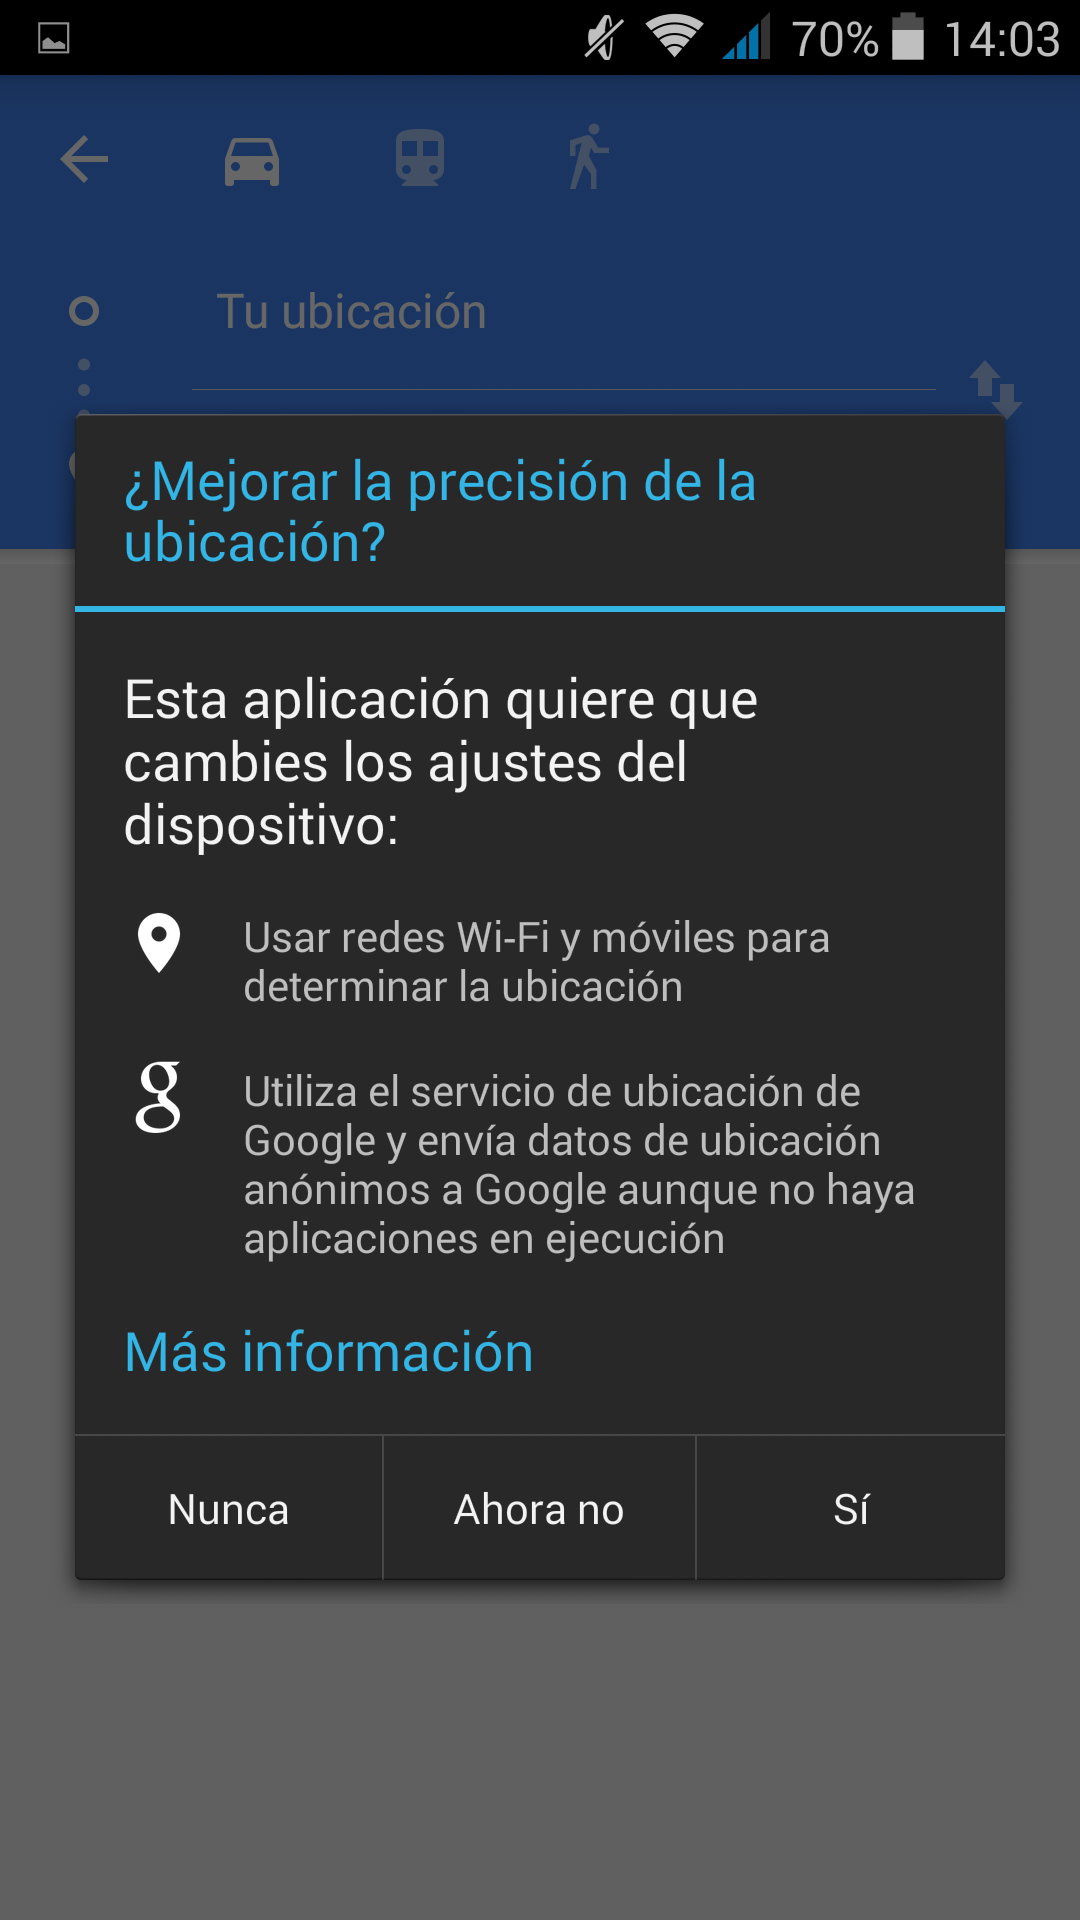 70% 14:03
Tu ubicación
¿Mejorar la precisión de la
ubicación?
Esta aplicación quiere que
cambies los ajustes del
dispositivo:
Usar redes Wi-Fi y móviles para
determinar la ubicación
Utiliza el servicio de ubicación de
Google y envía datos de ubicación
anónimos a Google aunque no haya
aplicaciones en ejecución
Más información
Nunca Ahora no Sí